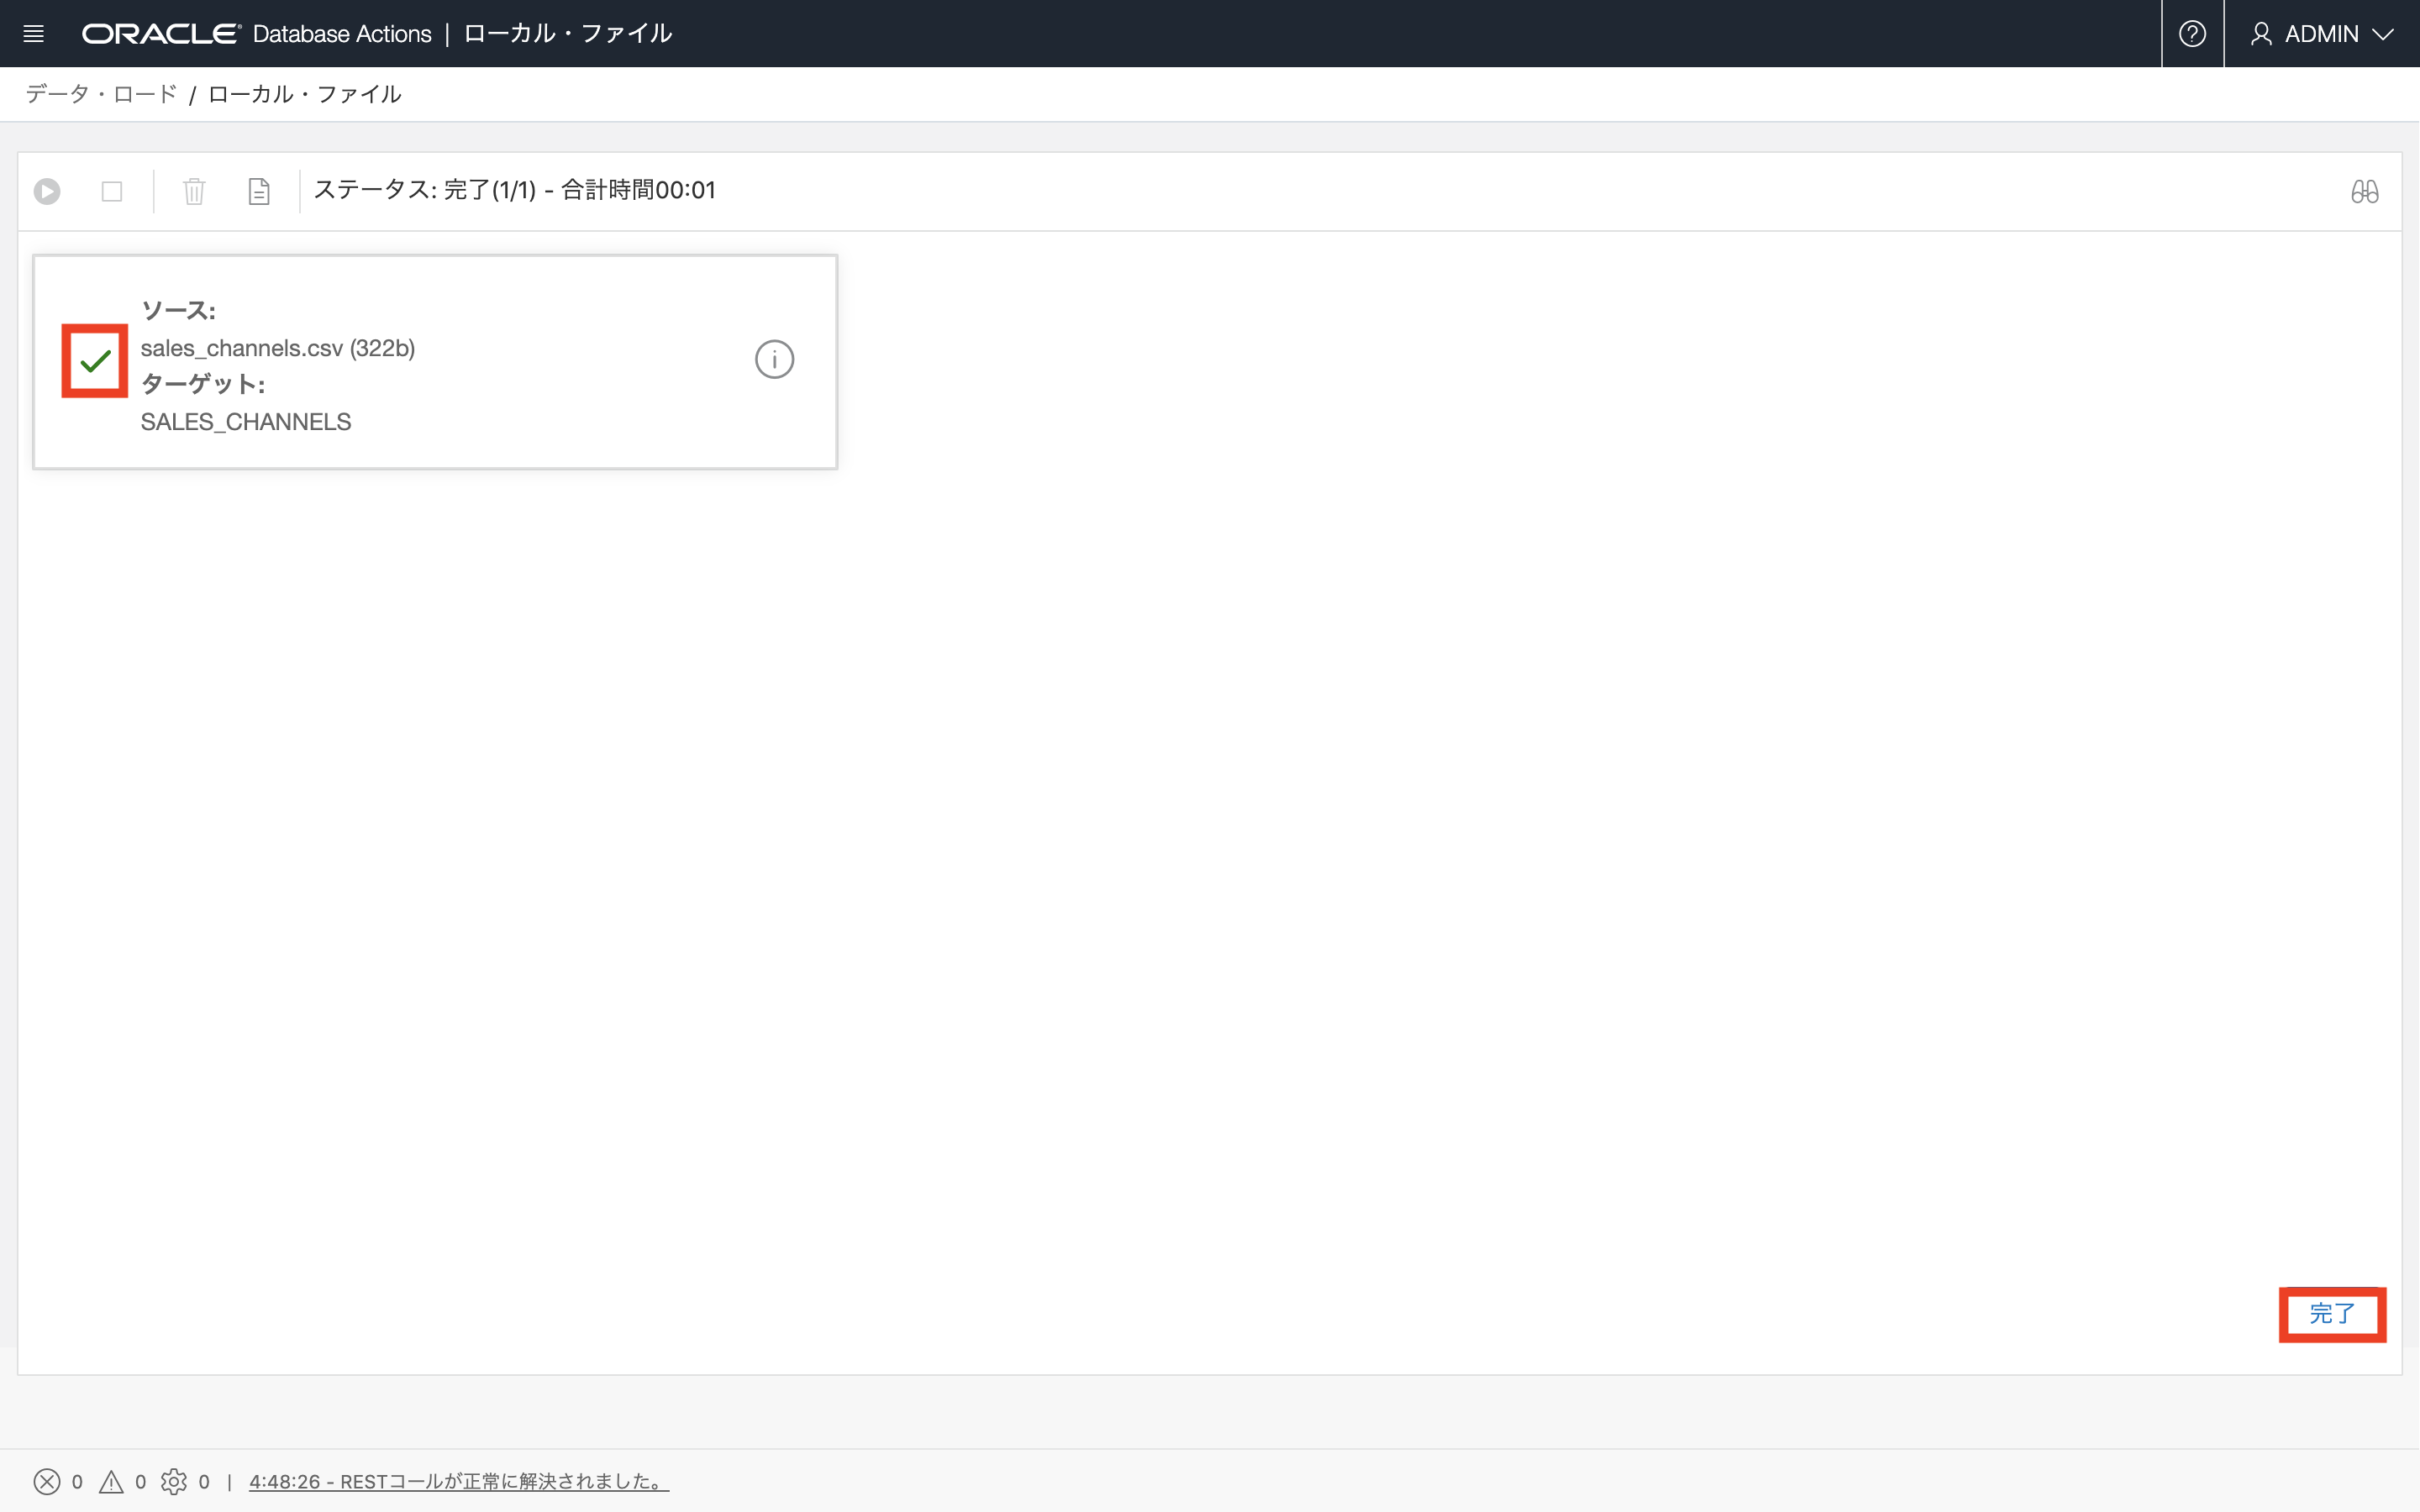 ORACLE Database Actions | ローカル・ファイル
ADMIN
データ・ロード / ローカル・ファイル
ステータス: 完了(1/1) - 合計時間00:01
ソース:
sales_channels.csv (322b)
ターゲット:
SALES_CHANNELS
完了
0 0 0 | 4:48:26 - RESTコールが正常に解決されました。